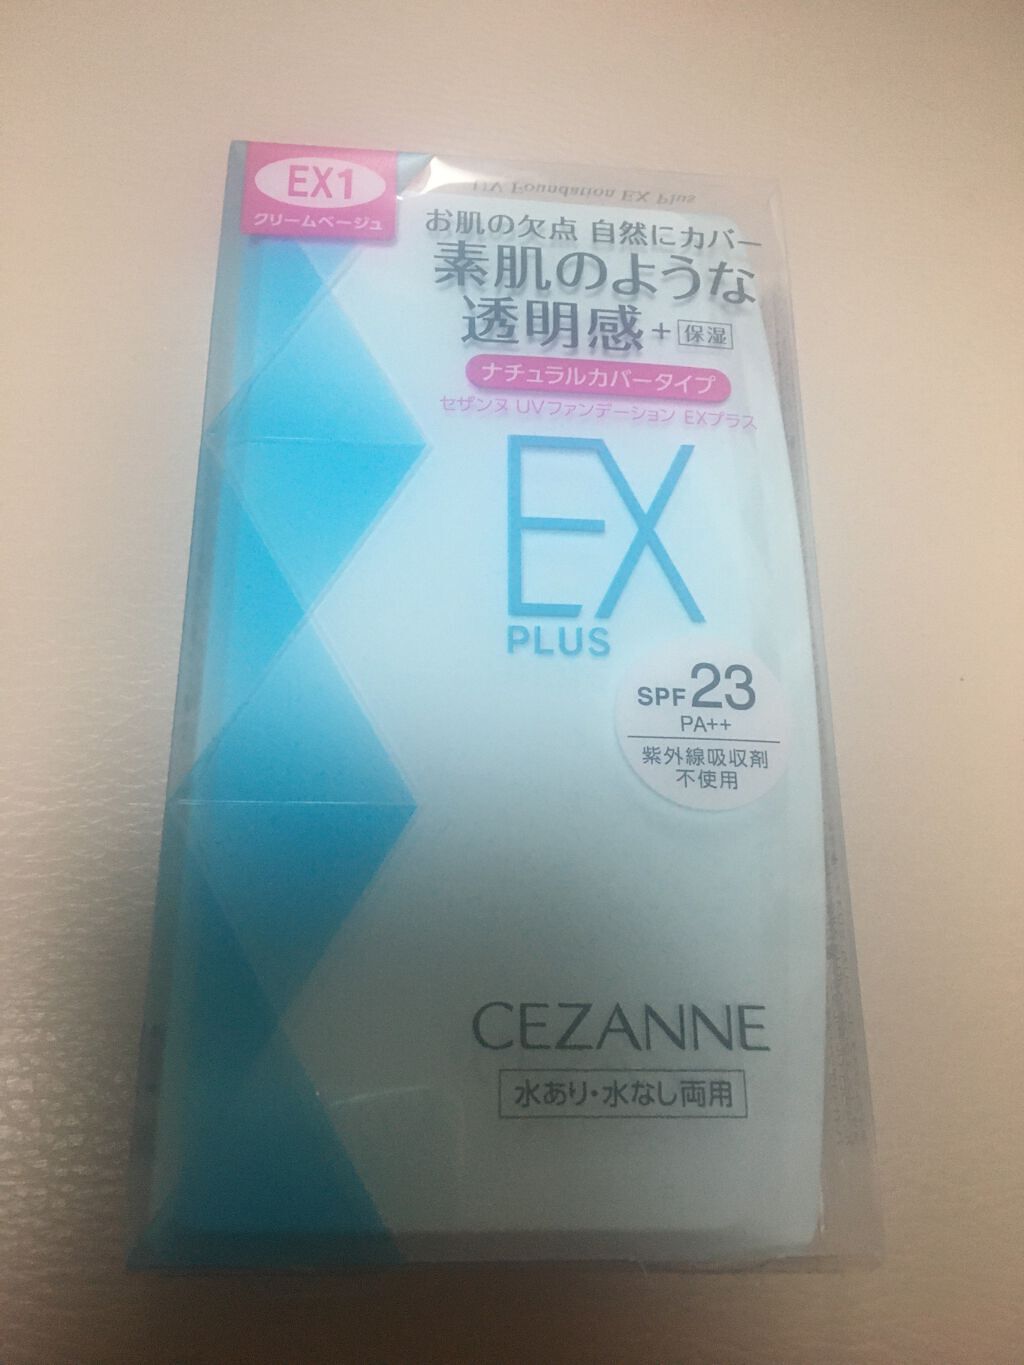 EX1
クリームベージュ
UV Foundation EX Plus
お肌の欠点 自然にカバー
素肌のような
透明感+保湿
ナチュラルカバータイプ
セザンヌ UVファンデーション EXプラス
EX
PLUS
SPF23
PA++
紫外線吸収剤
不使用
CEZANNE
水あり・水なし両用